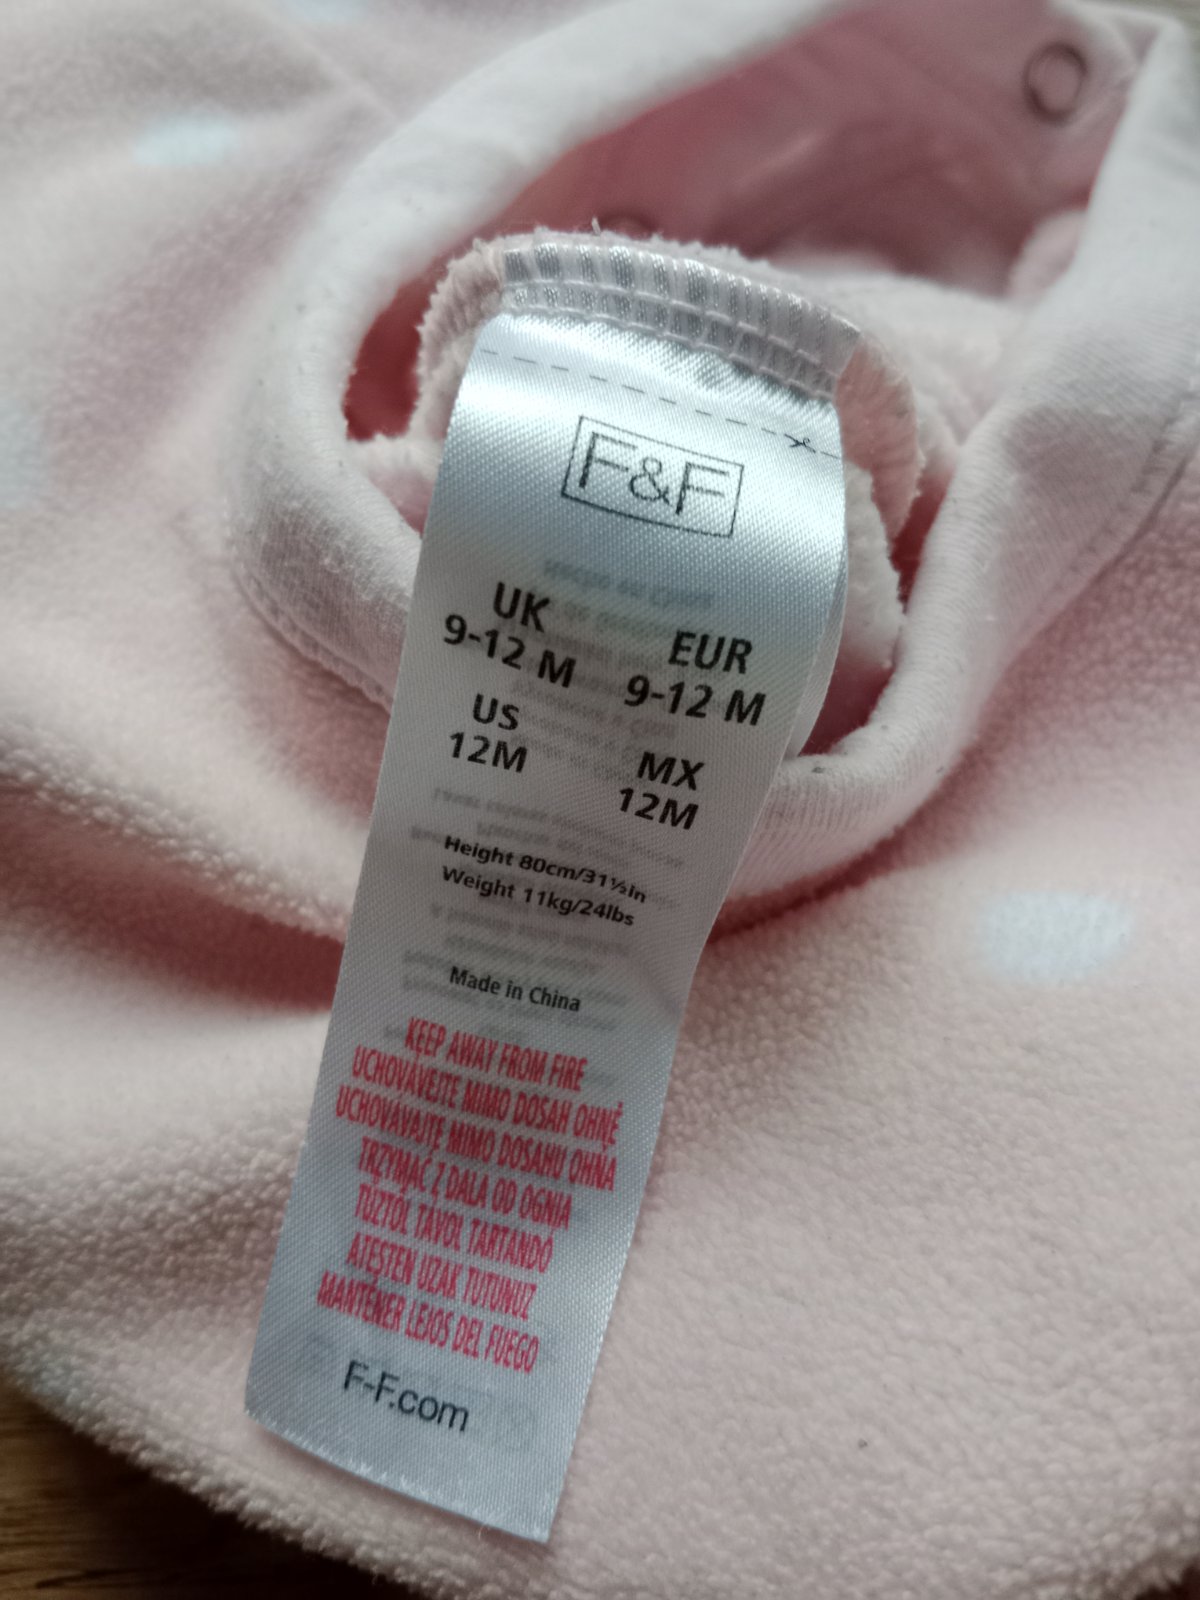 F&F
UK
9-12 M
EUR
9-12 M
US
12M
MX
12M
Height 80cm/31½in
Weight 11kg/24lbs
Made in China
KEEP AWAY FROM FIRE
UCHOVÁVEJTE MIMO DOSAH OHNĚ
UCHOVÁVAJTE MIMO DOSAHU OHŇA
TRZYMAĆ Z DALA OD OGNIA
TŰZTŐL TÁVOL TARTANDÓ
ATEŞTEN UZAK TUTUNUZ
MANTÉNER LEJOS DEL FUEGO
F-F.com